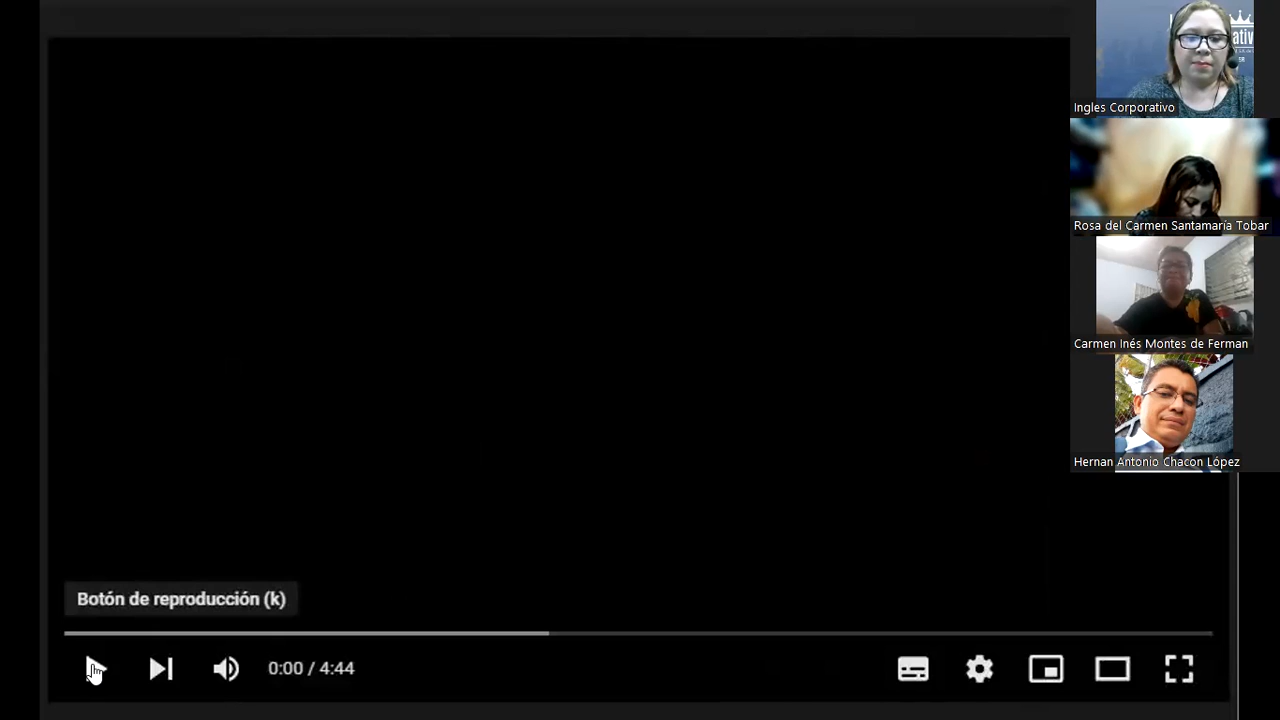 Ingles Corporativo
Rosa del Carmen Santamaría Tobar
Carmen Inés Montes de Ferman
Hernan Antonio Chacon López
Botón de reproducción (k)
0:00 / 4:44